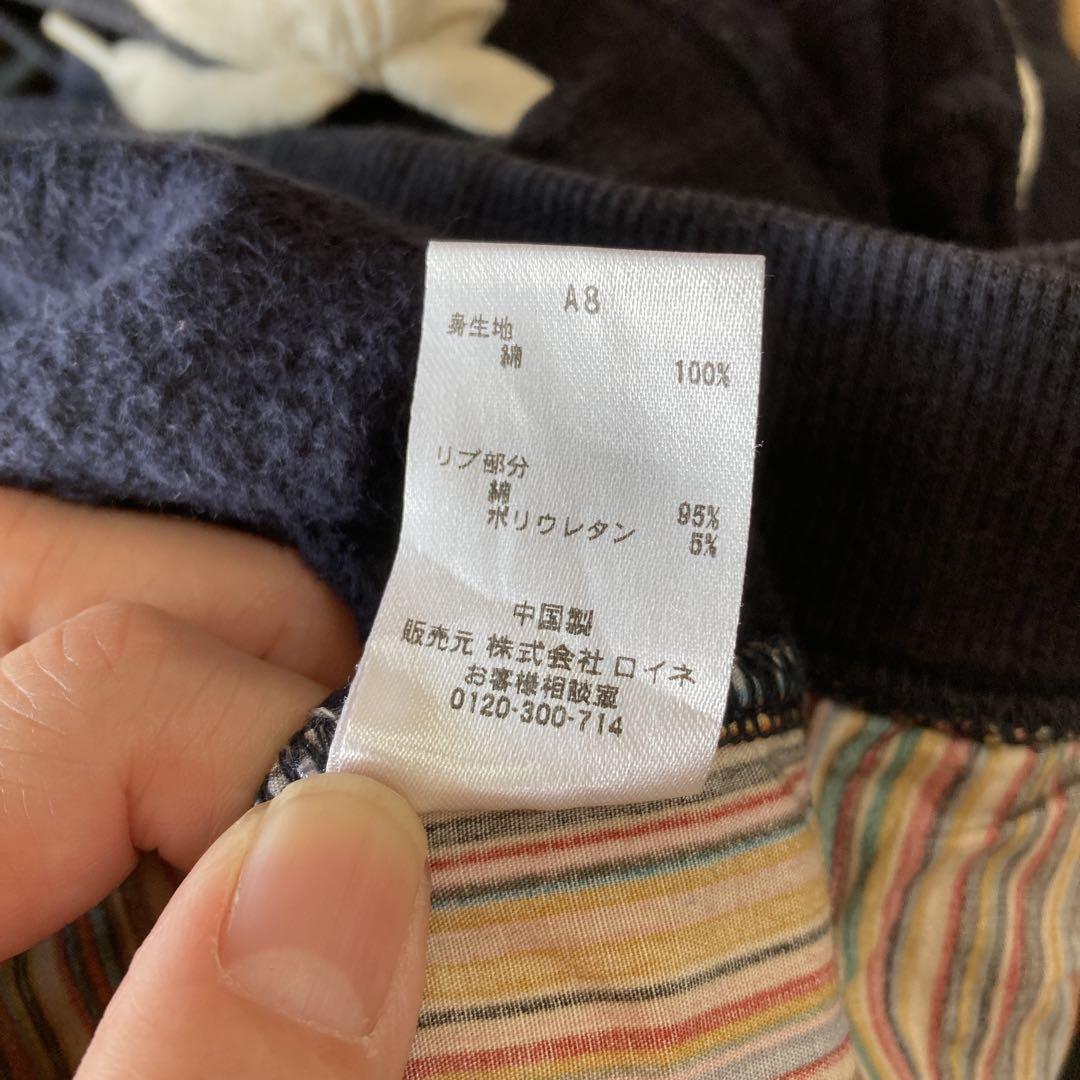 A8
身生地
綿 100%
リブ部分
綿 95%
ポリウレタン 5%
中国製
販売元 株式会社 ロイネ
お客様相談室
0120-300-714